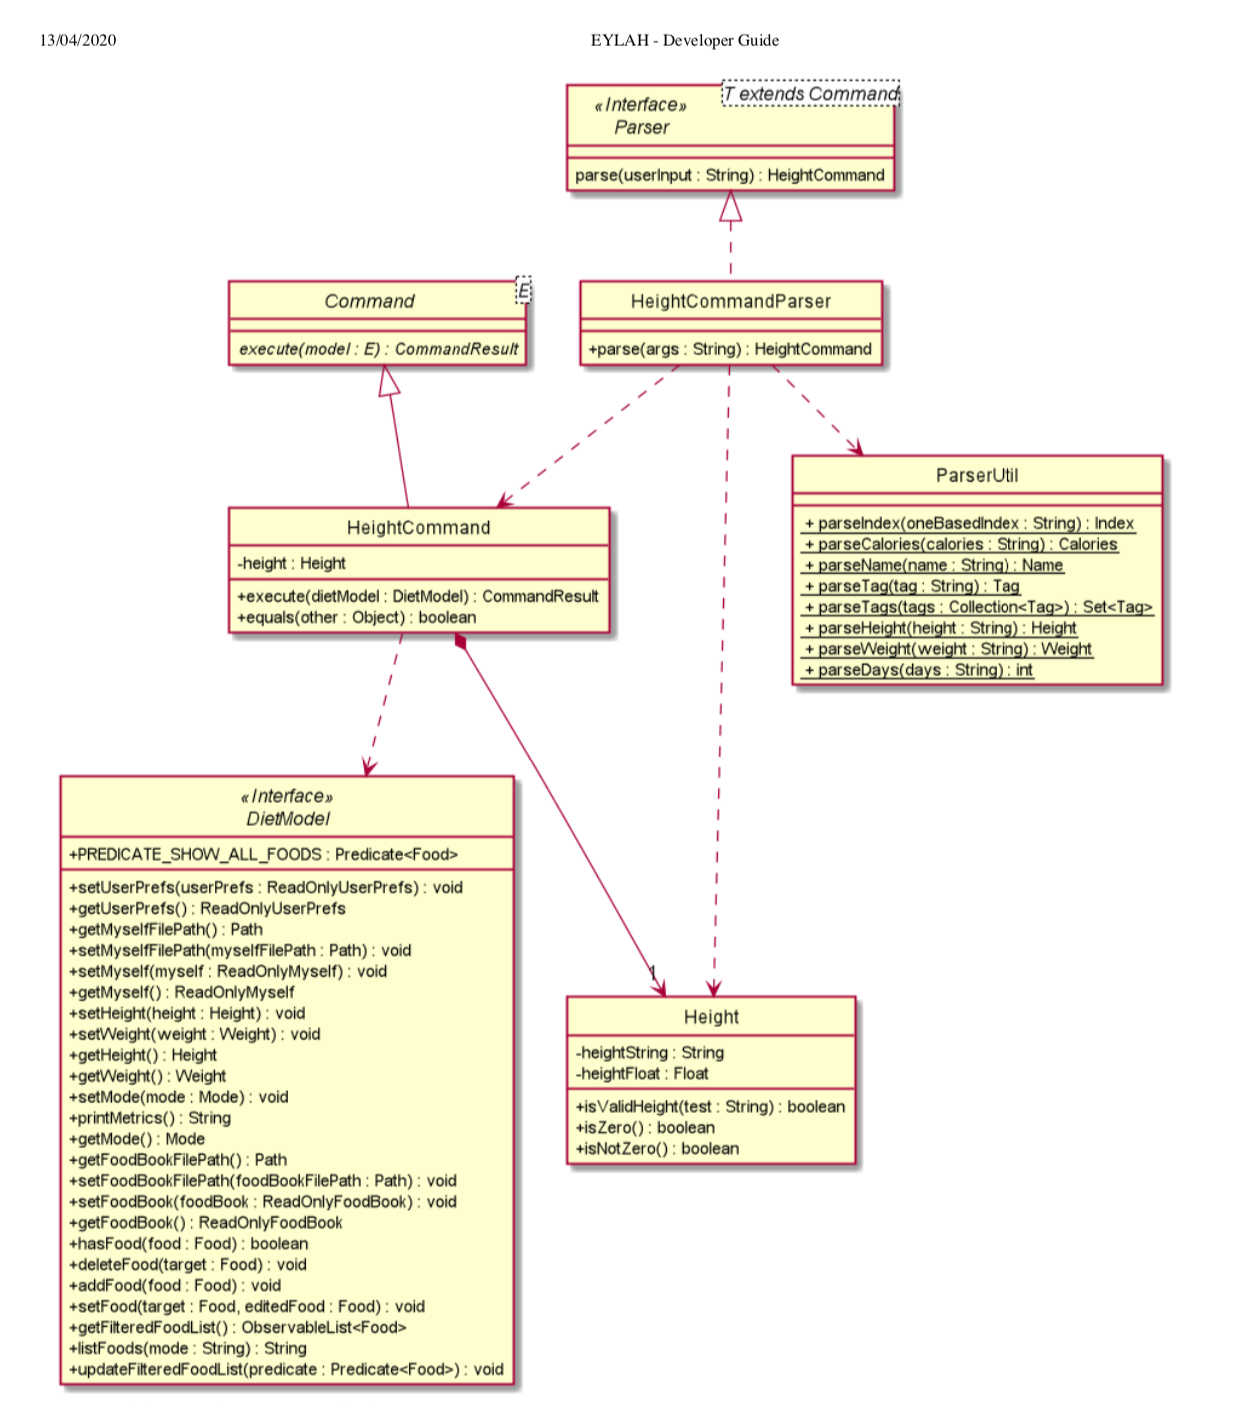 13/04/2020
EYLAH - Developer Guide
T extends Command
«Interface»
Parser
parse(userInput : String) : HeightCommand
E
Command
execute(model : E) : CommandResult
HeightCommandParser
+parse(args : String) : HeightCommand
ParserUtil
+ parseIndex(oneBasedIndex : String) : Index
+ parseCalories(calories : String) : Calories
+ parseName(name : String) : Name
+ parseTag(tag : String) : Tag
+ parseTags(tags : Collection<Tag>) : Set<Tag>
+ parseHeight(height : String) : Height
+ parseWeight(weight : String) : Weight
+ parseDays(days : String) : int
HeightCommand
-height : Height
+execute(dietModel : DietModel) : CommandResult
+equals(other : Object) : boolean
«Interface»
DietModel
+PREDICATE_SHOW_ALL_FOODS : Predicate<Food>
+setUserPrefs(userPrefs : ReadOnlyUserPrefs) : void
+getUserPrefs() : ReadOnlyUserPrefs
+getMyselfFilePath() : Path
+setMyselfFilePath(myselfFilePath : Path) : void
+setMyself(myself : ReadOnlyMyself) : void
+getMyself() : ReadOnlyMyself
+setHeight(height : Height) : void
+setWeight(weight : Weight) : void
+getHeight() : Height
+getWeight() : Weight
+setMode(mode : Mode) : void
+printMetrics() : String
+getMode() : Mode
+getFoodBookFilePath() : Path
+setFoodBookFilePath(foodBookFilePath : Path) : void
+setFoodBook(foodBook : ReadOnlyFoodBook) : void
+getFoodBook() : ReadOnlyFoodBook
+hasFood(food : Food) : boolean
+deleteFood(target : Food) : void
+addFood(food : Food) : void
+setFood(target : Food, editedFood : Food) : void
+getFilteredFoodList() : ObservableList<Food>
+listFoods(mode : String) : String
+updateFilteredFoodList(predicate : Predicate<Food>) : void
1
Height
-heightString : String
-heightFloat : Float
+isValidHeight(test : String) : boolean
+isZero() : boolean
+isNotZero() : boolean